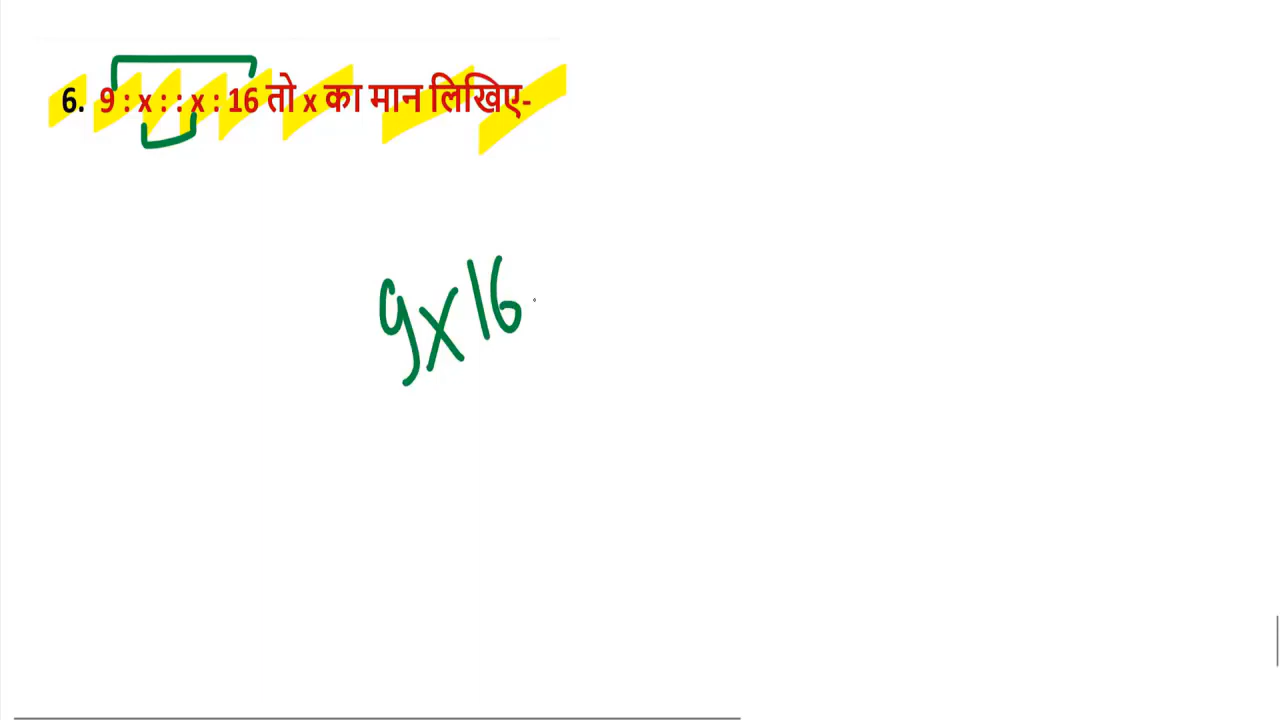 6. 9 : x : : x : 16 तो x का मान लिखिए-
9x16